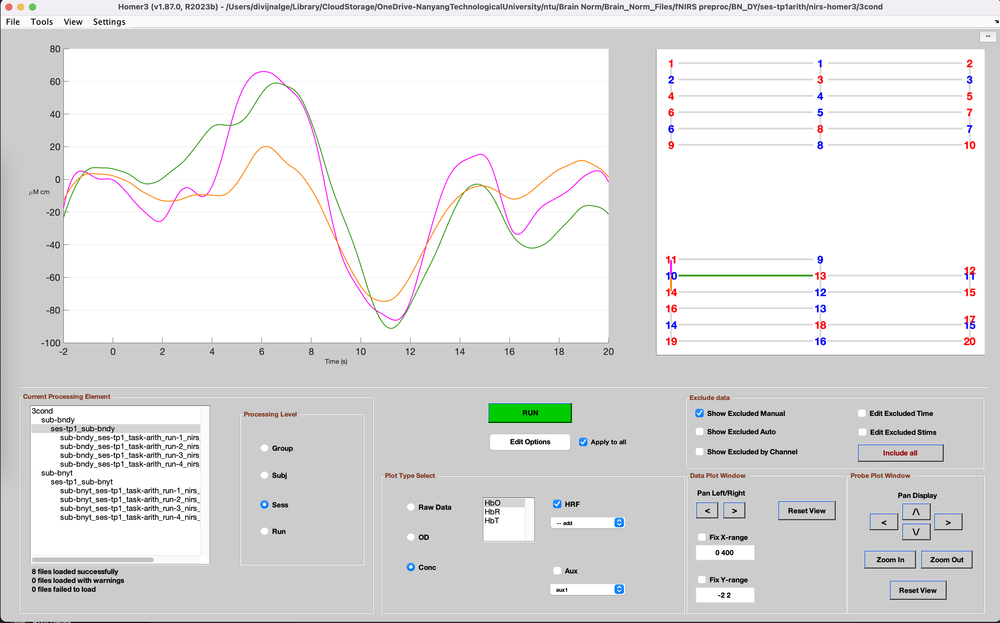 Homer3 (v1.87.0, R2023b) - /Users/divijnalge/Library/CloudStorage/OneDrive-NanyangTechnologicalUniversity/ntu/Brain Norm/Brain_Norm_Files/fNIRS preproc/BN_DY/ses-tp1arith/nirs-homer3/3cond
File Tools View Settings
--
80
60
40
20
0
-20
-40
-60
-80
-100
μM cm
-2 0 2 4 6 8 10 12 14 16 18 20
Time (s)
1 1 2
2 3 3
4 4 5
6 5 7
6 8 7
9 8 10
11 9
12
10 13 11
14 12 15
16 13
17
14 18 15
19 16 20
Current Processing Element
3cond
sub-bndy
ses-tp1_sub-bndy
sub-bndy_ses-tp1_task-arith_run-1_nirs_
sub-bndy_ses-tp1_task-arith_run-2_nirs_
sub-bndy_ses-tp1_task-arith_run-3_nirs_
sub-bndy_ses-tp1_task-arith_run-4_nirs_
sub-bnyt
ses-tp1_sub-bnyt
sub-bnyt_ses-tp1_task-arith_run-1_nirs_
sub-bnyt_ses-tp1_task-arith_run-2_nirs_
sub-bnyt_ses-tp1_task-arith_run-3_nirs_
sub-bnyt_ses-tp1_task-arith_run-4_nirs_
8 files loaded successfully
0 files loaded with warnings
0 files failed to load
Processing Level
Group
Subj
Sess
Run
RUN
Edit Options
Apply to all
Plot Type Select
Raw Data
OD
Conc
HbO
HbR
HbT
HRF
-- add
Aux
aux1
Exclude data
Show Excluded Manual
Show Excluded Auto
Show Excluded by Channel
Edit Excluded Time
Edit Excluded Stims
Include all
Data Plot Window
Pan Left/Right
< >
Reset View
Fix X-range
0 400
Fix Y-range
-2 2
Probe Plot Window
Pan Display
/\
< >
\/
Zoom In Zoom Out
Reset View